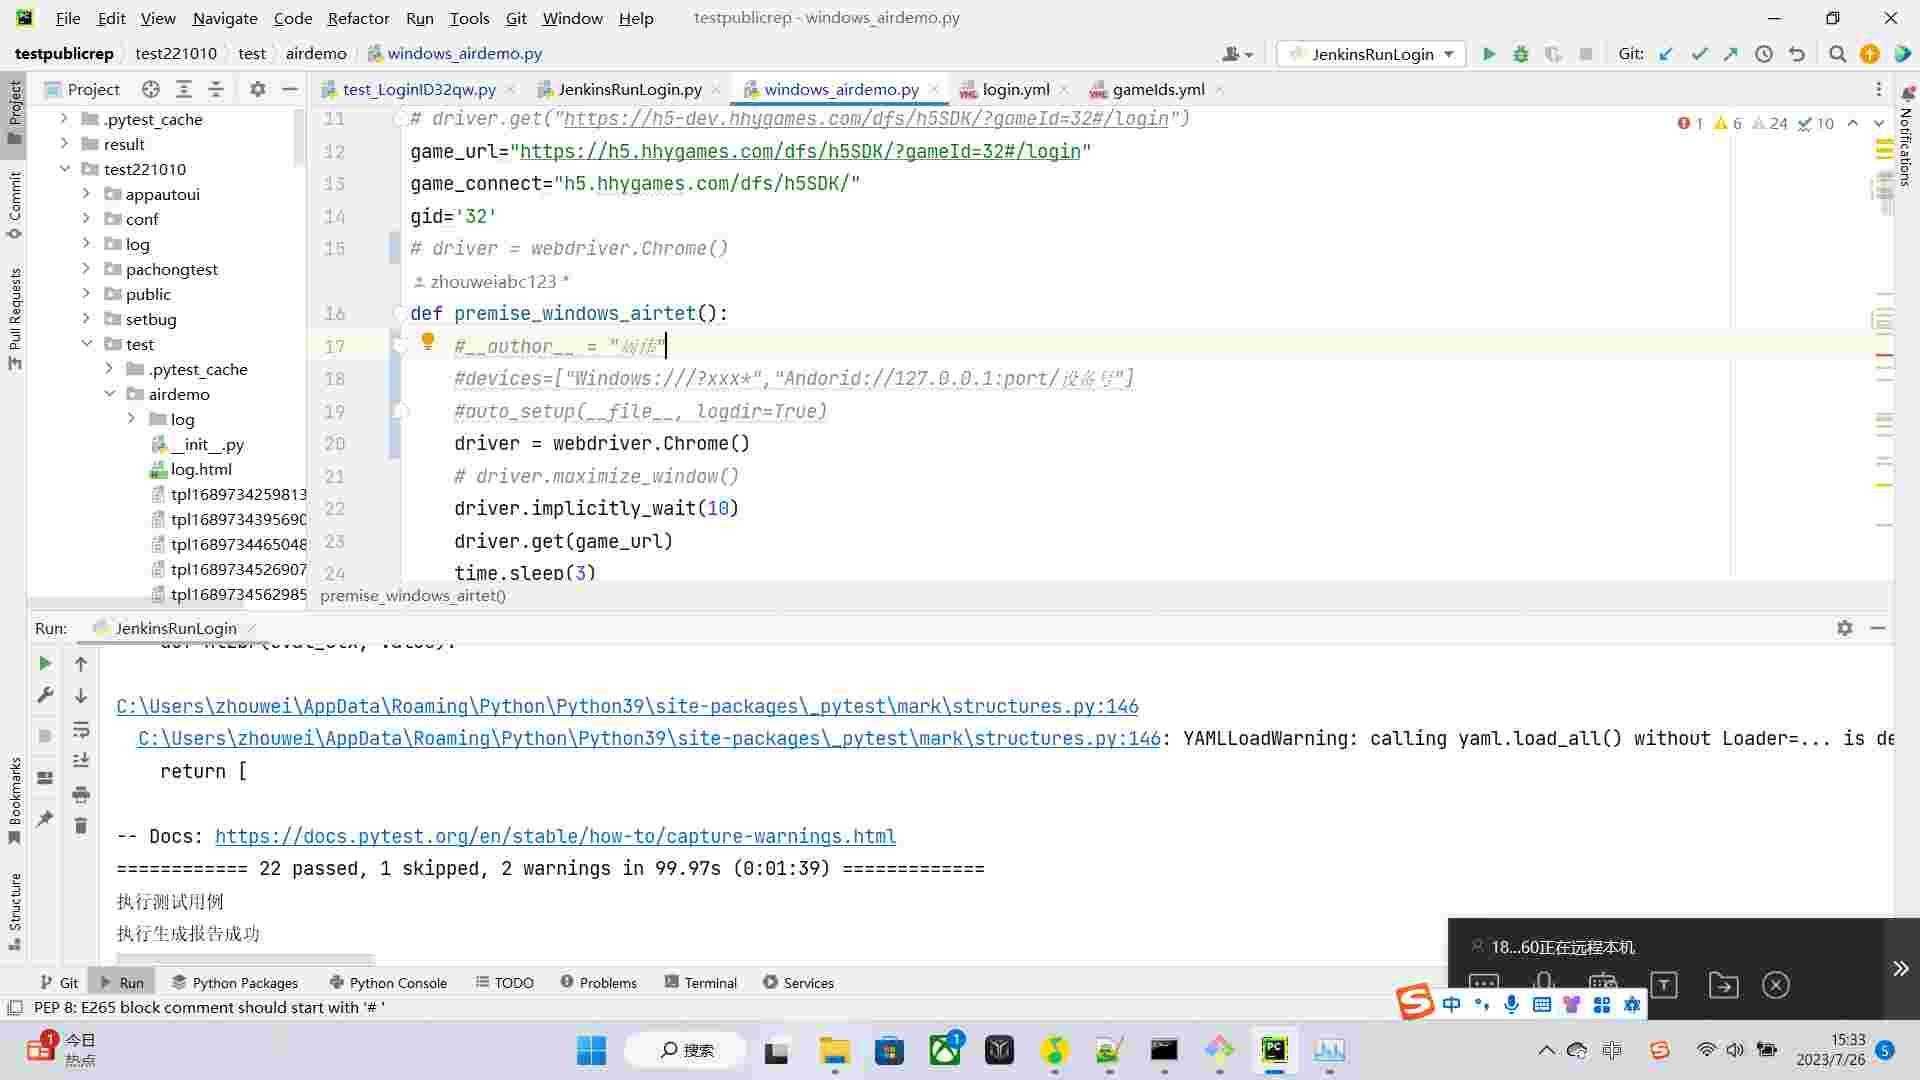 File Edit View Navigate Code Refactor Run Tools Git Window Help testpublicrep - windows_airdemo.py
testpublicrep test221010 test airdemo windows_airdemo.py JenkinsRunLogin Git:
Project test_LoginID32qw.py JenkinsRunLogin.py windows_airdemo.py login.yml gameIds.yml
Project
Commit
Pull Requests
Bookmarks
Structure
Notifications
.pytest_cache
result
test221010
appautoui
conf
log
pachongtest
public
setbug
test
.pytest_cache
airdemo
log
__init__.py
log.html
tpl1689734259813
tpl1689734395690
tpl1689734465048
tpl1689734526907
tpl1689734562985
1 6 24 10
11 # driver.get("https://h5-dev.hhygames.com/dfs/h5SDK/?gameId=32#/login")
12 game_url="https://h5.hhygames.com/dfs/h5SDK/?gameId=32#/login"
13 game_connect="h5.hhygames.com/dfs/h5SDK/"
14 gid='32'
15 # driver = webdriver.Chrome()
zhouweiabc123 *
16 def premise_windows_airtet():
17 #__author__ = "
18 #devices=["Windows:///?xxx*","Andorid://127.0.0.1:port/设备号"]
19 #auto_setup(__file__, logdir=True)
20 driver = webdriver.Chrome()
21 # driver.maximize_window()
22 driver.implicitly_wait(10)
23 driver.get(game_url)
24 time.sleep(3)
premise_windows_airtet()
Run: JenkinsRunLogin
C:\Users\zhouwei\AppData\Roaming\Python\Python39\site-packages\_pytest\mark\structures.py:146
C:\Users\zhouwei\AppData\Roaming\Python\Python39\site-packages\_pytest\mark\structures.py:146: YAMLLoadWarning: calling yaml.load_all() without Loader=... is de
return [
-- Docs: https://docs.pytest.org/en/stable/how-to/capture-warnings.html
============ 22 passed, 1 skipped, 2 warnings in 99.97s (0:01:39) =============
执行测试用例
执行生成报告成功
18...60正在远程本机
Git Run Python Packages Python Console TODO Problems Terminal Services
PEP 8: E265 block comment should start with '# '
中
今日
热点
1
搜索
1
中
15:33
2023/7/26
5